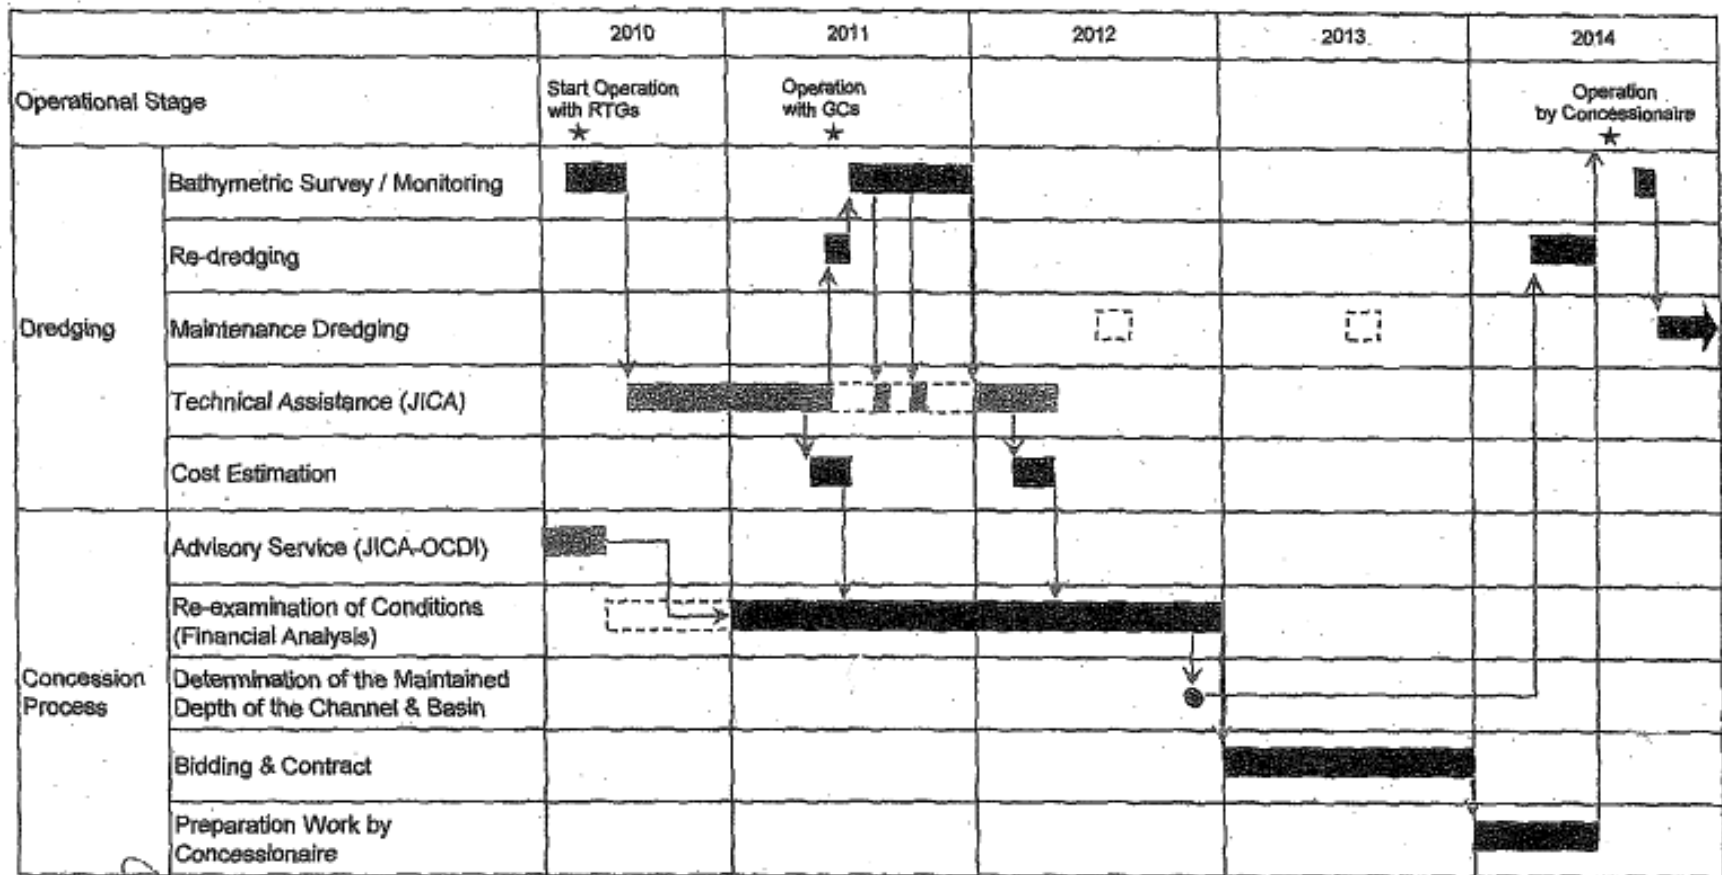 2010 2011 2012 2013 2014
Operational Stage
Start Operation
with RTGs
Operation
with GCs
Operation
by Concessionaire
Dredging
Bathymetric Survey / Monitoring
Re-dredging
Maintenance Dredging
Technical Assistance (JICA)
Cost Estimation
Concession
Process
Advisory Service (JICA-OCDI)
Re-examination of Conditions
(Financial Analysis)
Determination of the Maintained
Depth of the Channel & Basin
Bidding & Contract
Preparation Work by
Concessionaire